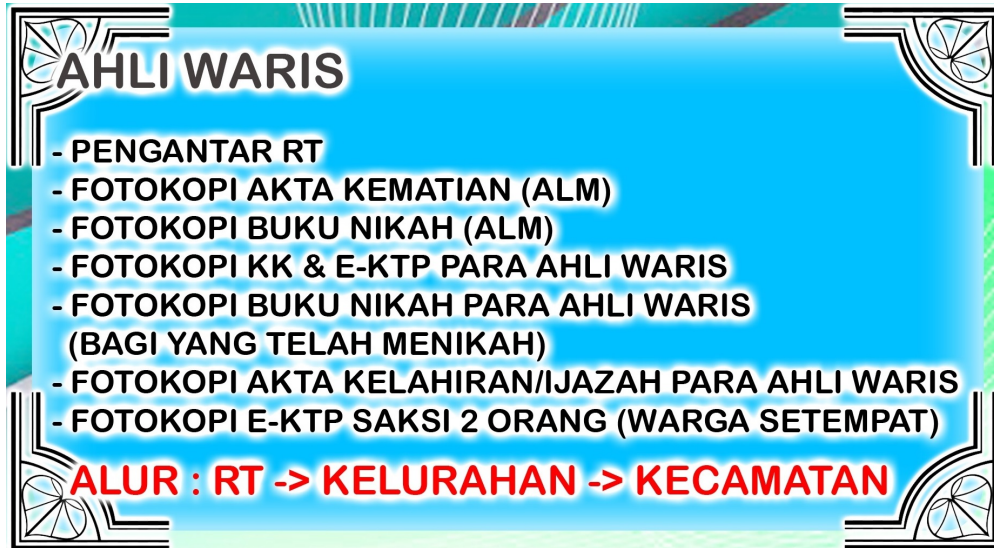 AHLI WARIS
- PENGANTAR RT
- FOTOKOPI AKTA KEMATIAN (ALM)
- FOTOKOPI BUKU NIKAH (ALM)
- FOTOKOPI KK & E-KTP PARA AHLI WARIS
- FOTOKOPI BUKU NIKAH PARA AHLI WARIS
(BAGI YANG TELAH MENIKAH)
- FOTOKOPI AKTA KELAHIRAN/IJAZAH PARA AHLI WARIS
- FOTOKOPI E-KTP SAKSI 2 ORANG (WARGA SETEMPAT)
ALUR : RT -> KELURAHAN -> KECAMATAN